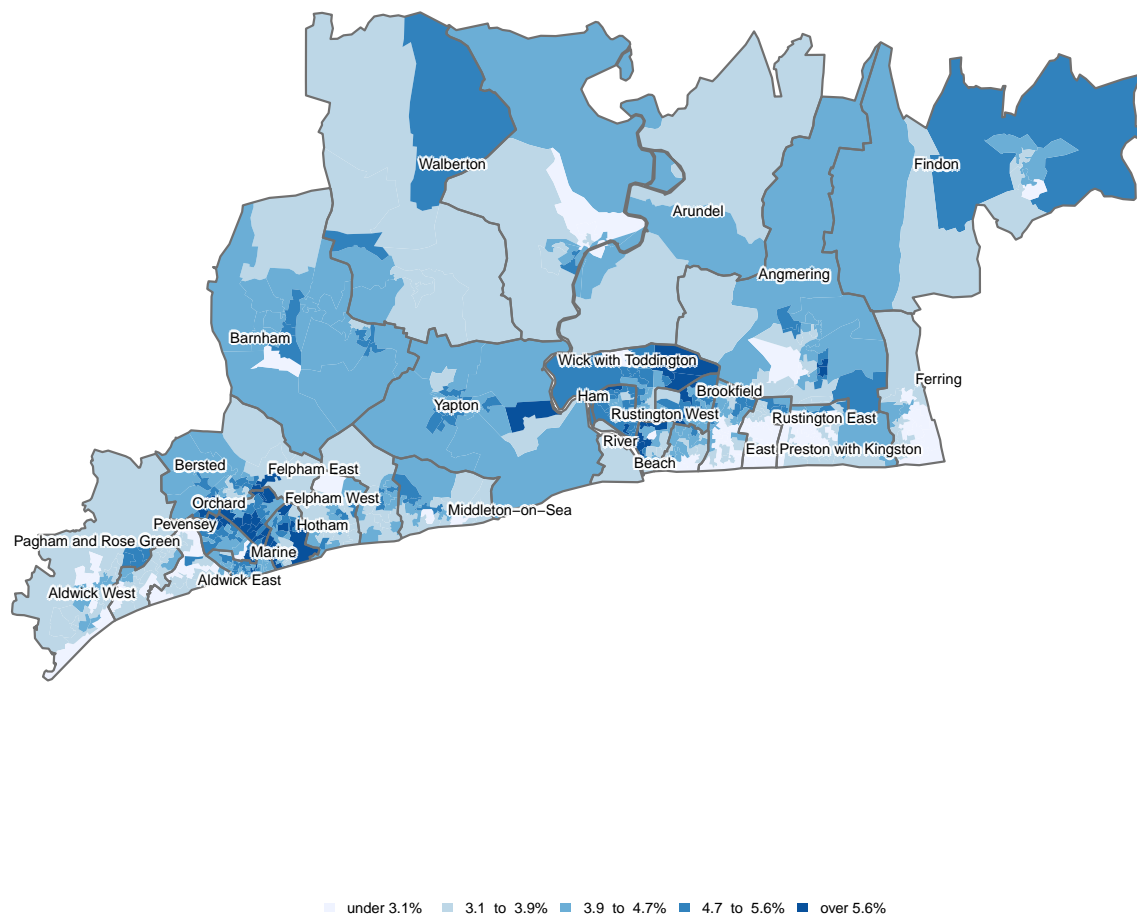 Walberton
Findon
Arundel
Angmering
Barnham
Wick with Toddington
Ferring
Brookfield
Ham
Yapton
Rustington West
Rustington East
River
East Preston with Kingston
Beach
Bersted
Felpham East
Orchard
Felpham West
Middleton−on−Sea
Pevensey
Hotham
Pagham and Rose Green
Marine
Aldwick East
Aldwick West
under 3.1% 3.1 to 3.9% 3.9 to 4.7% 4.7 to 5.6% over 5.6%